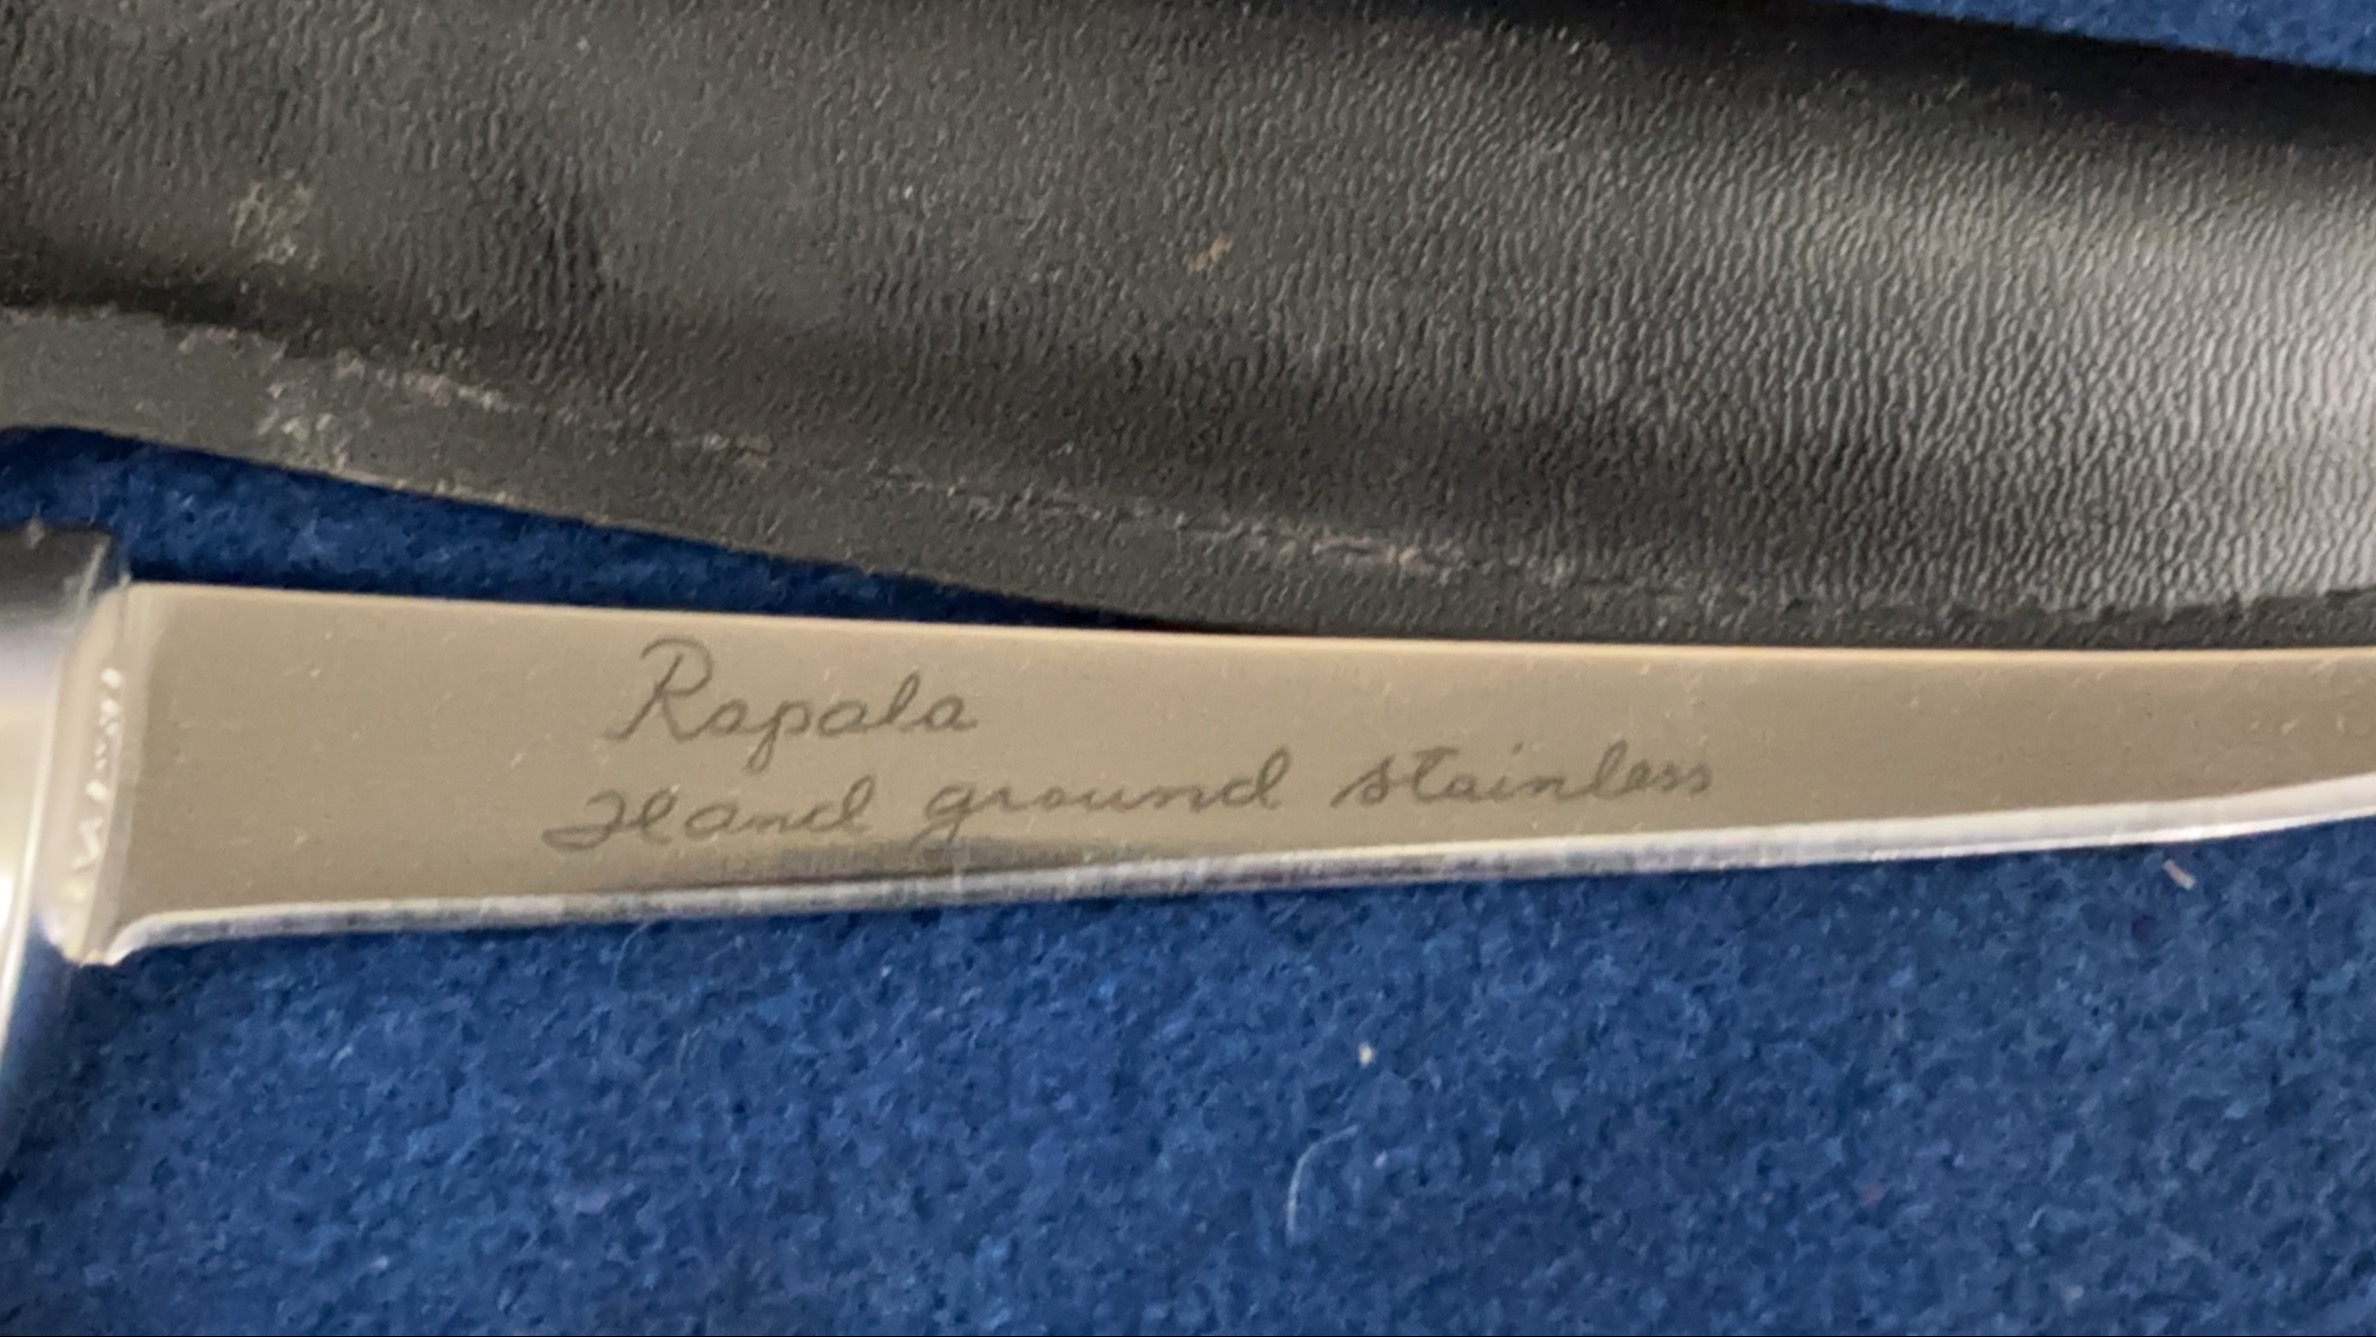 Rapala
Hand ground stainless